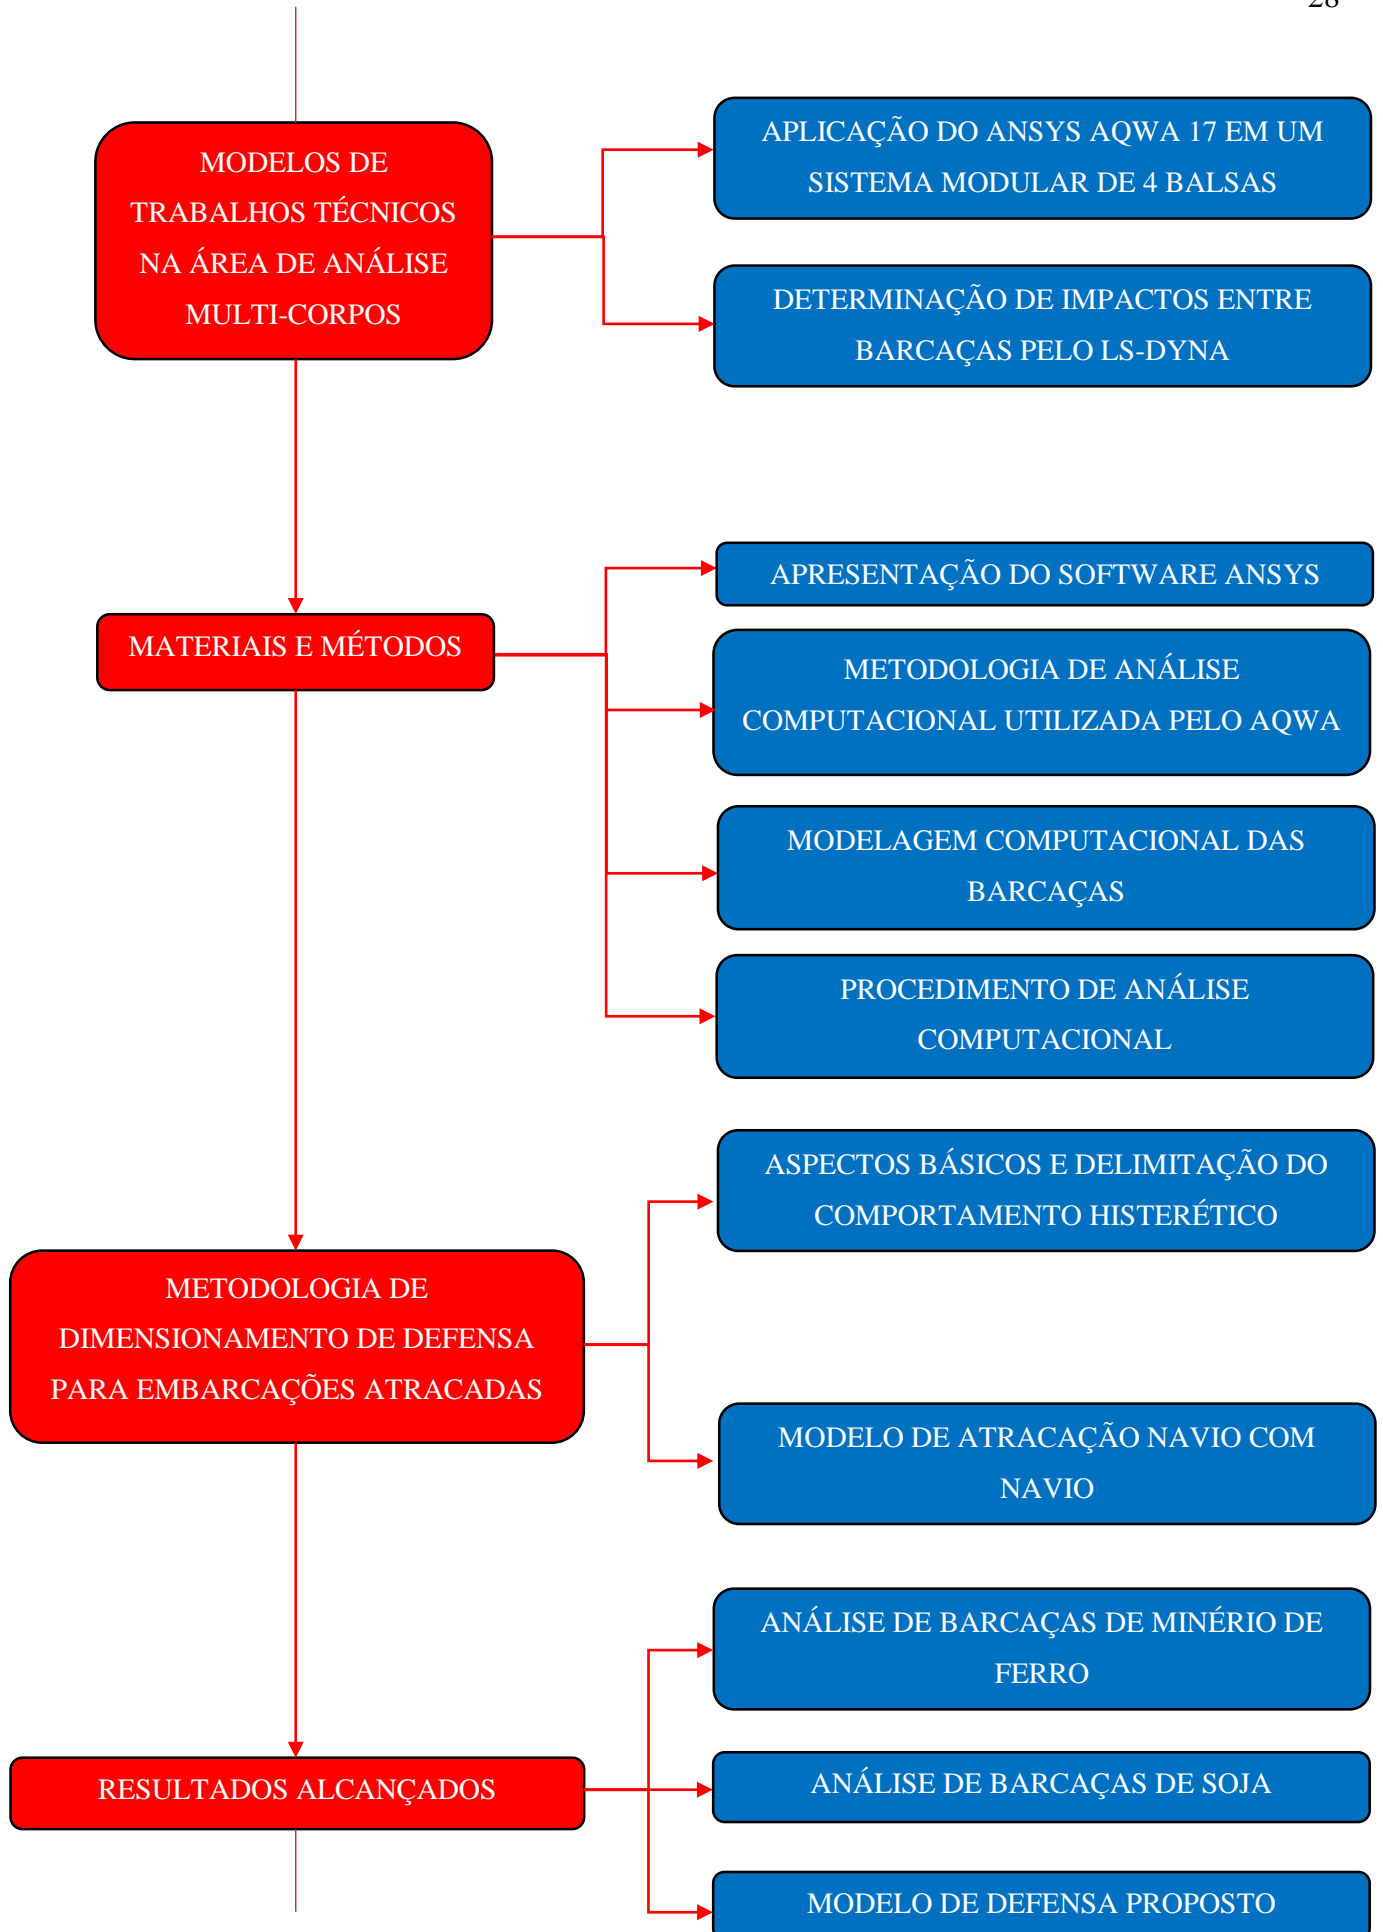 28
MODELOS DE
TRABALHOS TÉCNICOS
NA ÁREA DE ANÁLISE
MULTI-CORPOS
APLICAÇÃO DO ANSYS AQWA 17 EM UM
SISTEMA MODULAR DE 4 BALSAS
DETERMINAÇÃO DE IMPACTOS ENTRE
BARCAÇAS PELO LS-DYNA
MATERIAIS E MÉTODOS
APRESENTAÇÃO DO SOFTWARE ANSYS
METODOLOGIA DE ANÁLISE
COMPUTACIONAL UTILIZADA PELO AQWA
MODELAGEM COMPUTACIONAL DAS
BARCAÇAS
PROCEDIMENTO DE ANÁLISE
COMPUTACIONAL
METODOLOGIA DE
DIMENSIONAMENTO DE DEFENSA
PARA EMBARCAÇÕES ATRACADAS
ASPECTOS BÁSICOS E DELIMITAÇÃO DO
COMPORTAMENTO HISTERÉTICO
MODELO DE ATRACAÇÃO NAVIO COM
NAVIO
RESULTADOS ALCANÇADOS
ANÁLISE DE BARCAÇAS DE MINÉRIO DE
FERRO
ANÁLISE DE BARCAÇAS DE SOJA
MODELO DE DEFENSA PROPOSTO